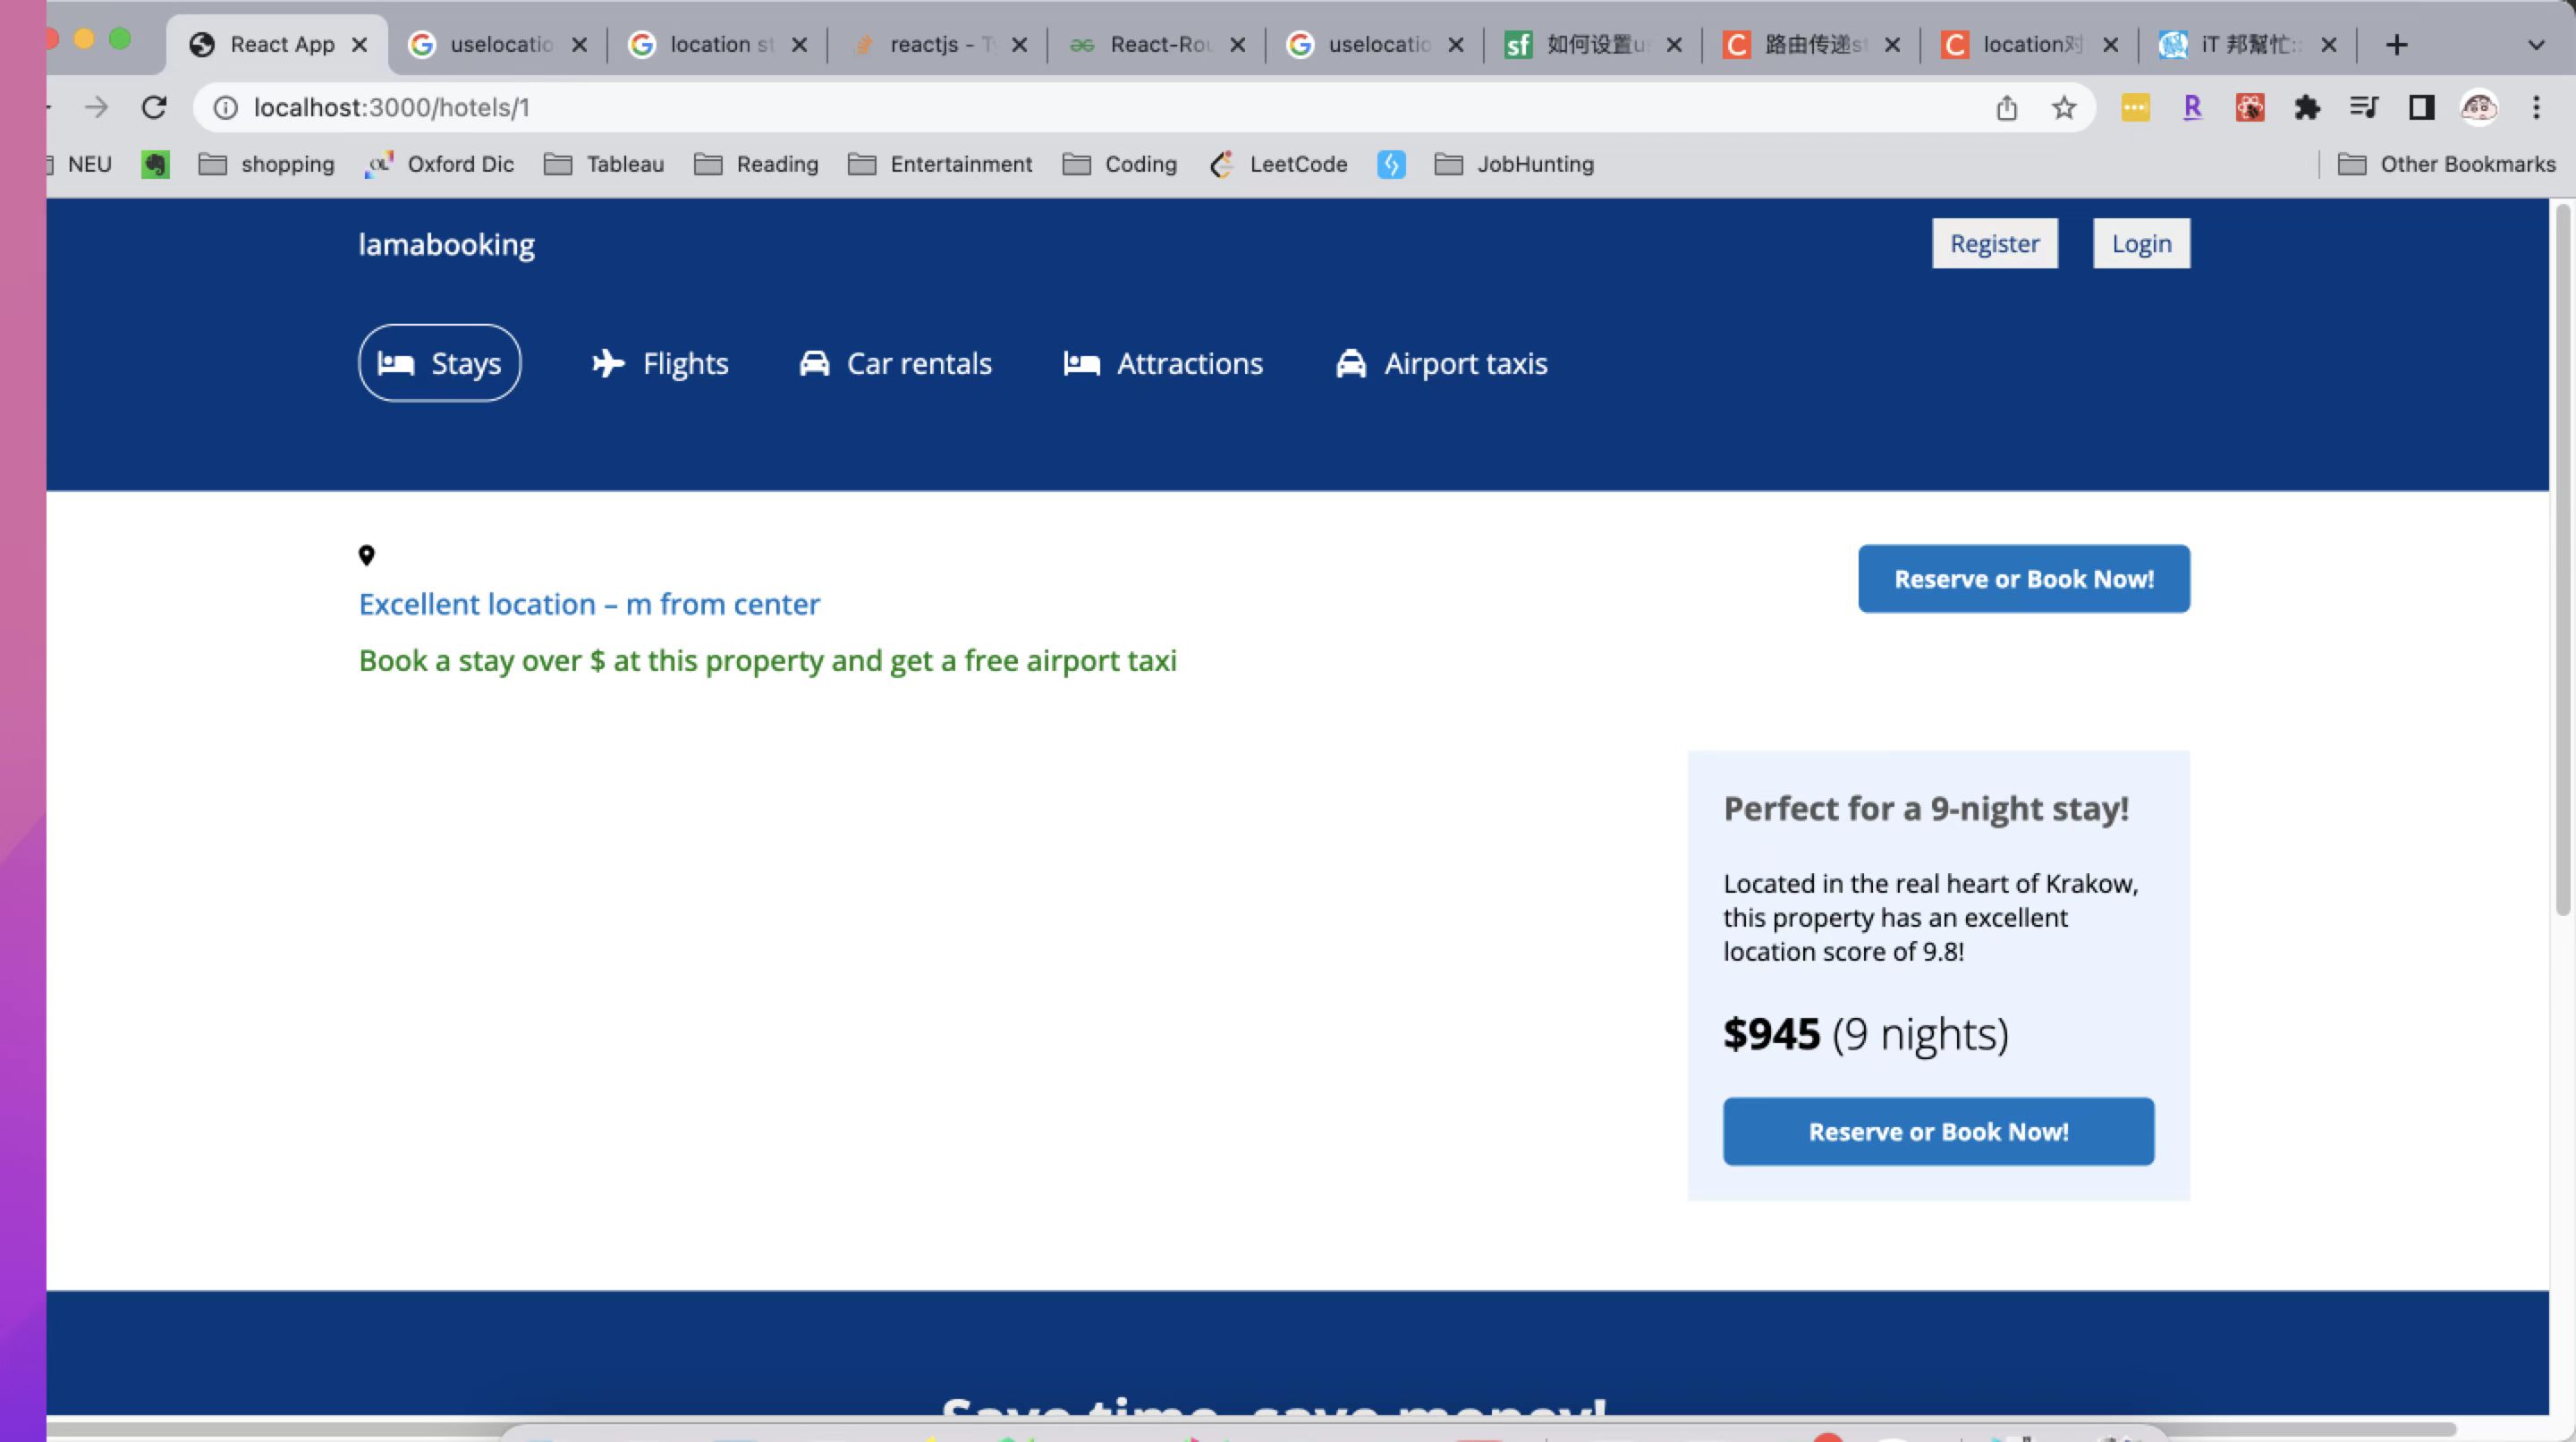 React App
uselocatio
location st
reactjs - T
React-Rou
uselocatio
如何设置u
路由传递s
location对
iT 邦幫忙::
localhost:3000/hotels/1
NEU
shopping
Oxford Dic
Tableau
Reading
Entertainment
Coding
LeetCode
JobHunting
Other Bookmarks
lamabooking
Register
Login
Stays
Flights
Car rentals
Attractions
Airport taxis
Reserve or Book Now!
Excellent location – m from center
Book a stay over $ at this property and get a free airport taxi
Perfect for a 9-night stay!
Located in the real heart of Krakow,
this property has an excellent
location score of 9.8!
$945 (9 nights)
Reserve or Book Now!
Save time, save money!